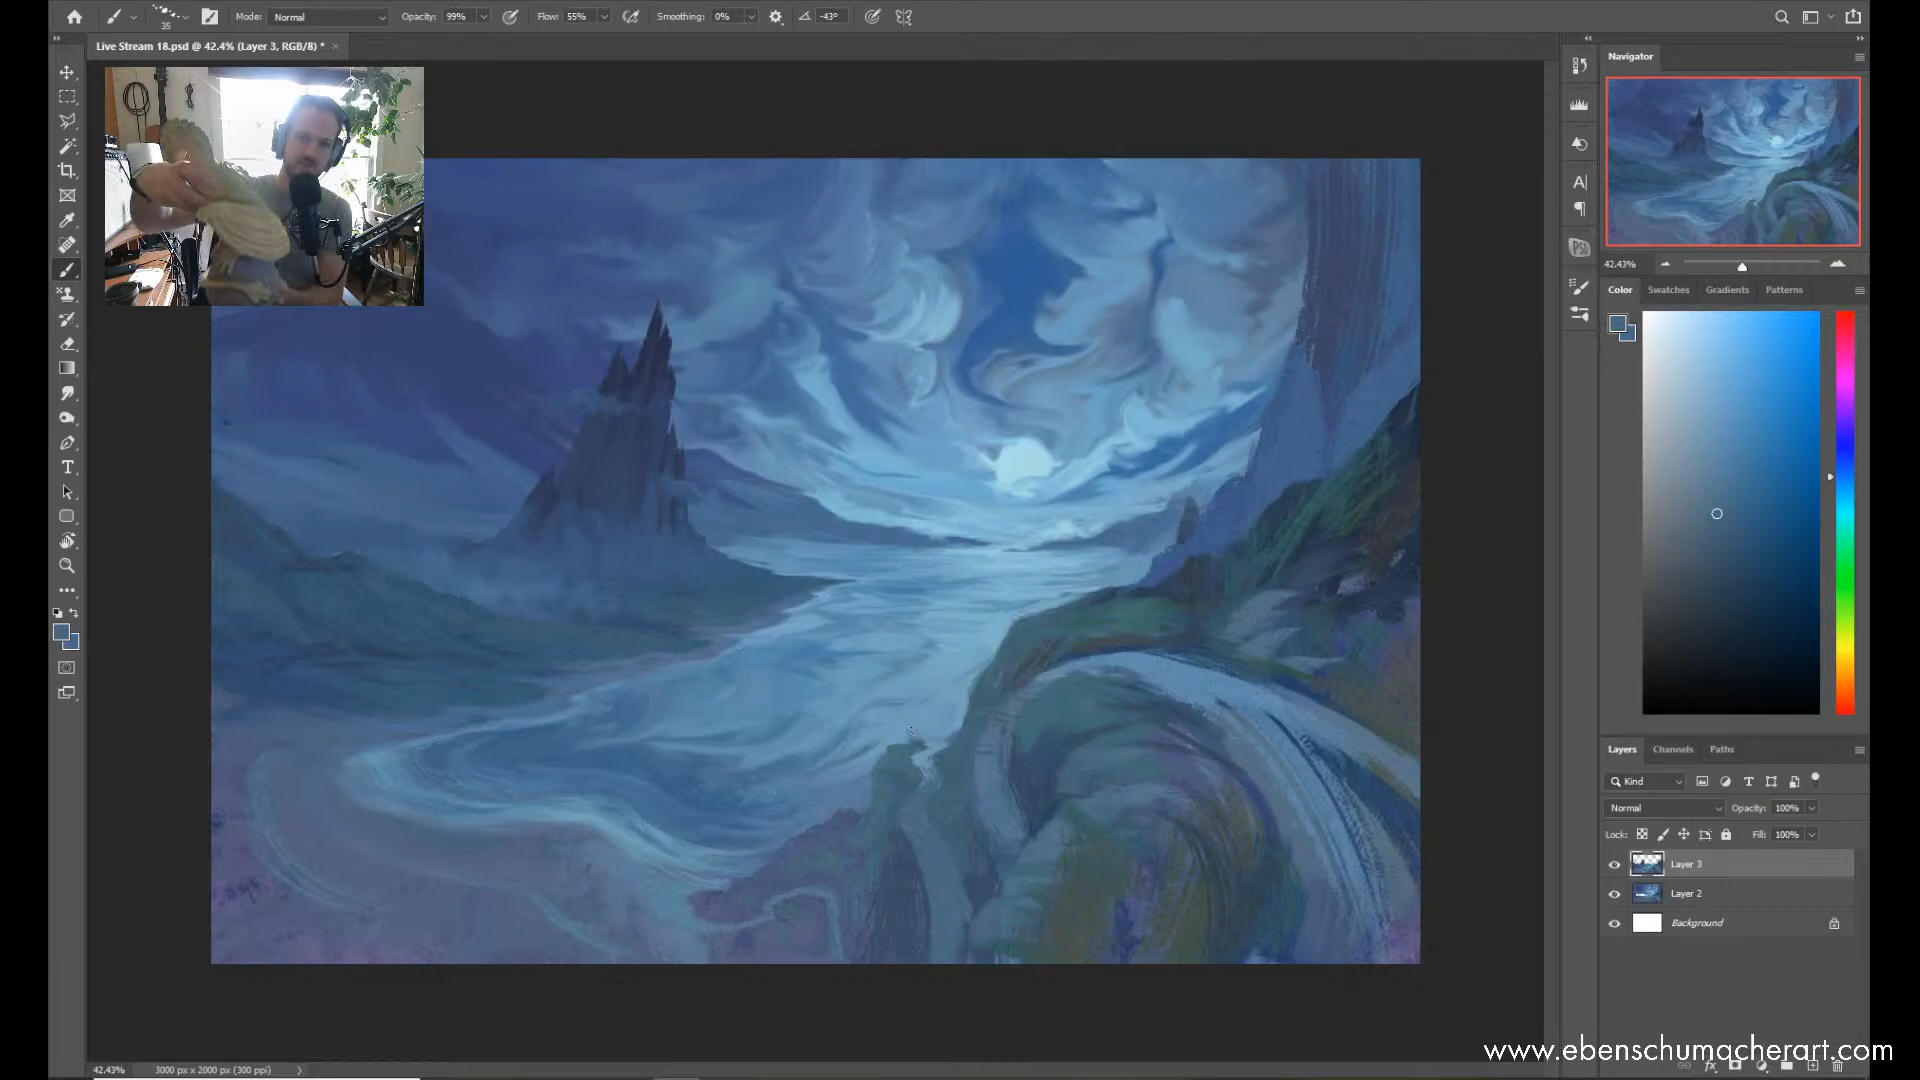 35
Mode: Normal
Opacity: 99%
Flow: 55%
Smoothing: 0%
-43°
Live Stream 18.psd @ 42.4% (Layer 3, RGB/8) *
Navigator
42.43%
Color
Swatches
Gradients
Patterns
Layers
Channels
Paths
Kind
Normal
Opacity: 100%
Lock:
Fill: 100%
Layer 3
Layer 2
Background
42.43%
3000 px x 2000 px (300 ppi)
www.ebenschumacherart.com